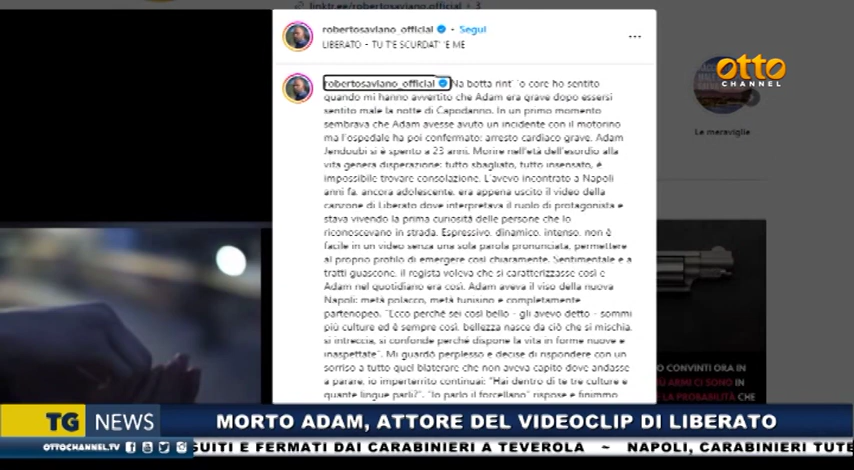 linktr.ee/robertosaviano.official + 3
robertosaviano_official • Segui
LIBERATO - TU T'E SCURDAT' 'E ME
...
otto
CHANNEL
Le meraviglie
robertosaviano_official 'Na botta rint' 'o core ho sentito
quando mi hanno avvertito che Adam era grave dopo essersi
sentito male la notte di Capodanno. In un primo momento
sembrava che Adam avesse avuto un incidente con il motorino
ma l'ospedale ha poi confermato: arresto cardiaco grave. Adam
Jendoubi si è spento a 23 anni. Morire nell'età dell'esordio alla
vita genera disperazione: tutto sbagliato, tutto insensato, è
impossibile trovare consolazione. L'avevo incontrato a Napoli
anni fa, ancora adolescente, era appena uscito il video della
canzone di Liberato dove interpretava il ruolo di protagonista e
stava vivendo la prima curiosità delle persone che lo
riconoscevano in strada. Espressivo, dinamico, intenso, non è
facile in un video senza una sola parola pronunciata, permettere
al proprio profilo di emergere così chiaramente. Sentimentale e a
tratti guascone, il regista voleva che si caratterizzasse così e
Adam nel quotidiano era così. Adam aveva il viso della nuova
Napoli: metà polacco, metà tunisino e completamente
partenopeo. "Ecco perché sei così bello - gli avevo detto - sommi
più culture ed è sempre così, bellezza nasce da ciò che si mischia,
si intreccia, si confonde perché dispone la vita in forme nuove e
inaspettate". Mi guardò perplesso e decise di rispondere con un
sorriso a tutto quel blaterare che non aveva capito dove andasse
a parare, io imperterrito continuai: "Hai dentro di te tre culture e
quante lingue parli?". "Io parlo il forcellano" rispose e finimmo
O CONVINTI ORA IN
IÙ ARMI CI SONO IN
LA PROBABILITÀ CHE
TG NEWS
MORTO ADAM, ATTORE DEL VIDEOCLIP DI LIBERATO
OTTOCHANNEL.TV
GUITI E FERMATI DAI CARABINIERI A TEVEROLA ~ NAPOLI, CARABINIERI TUTE